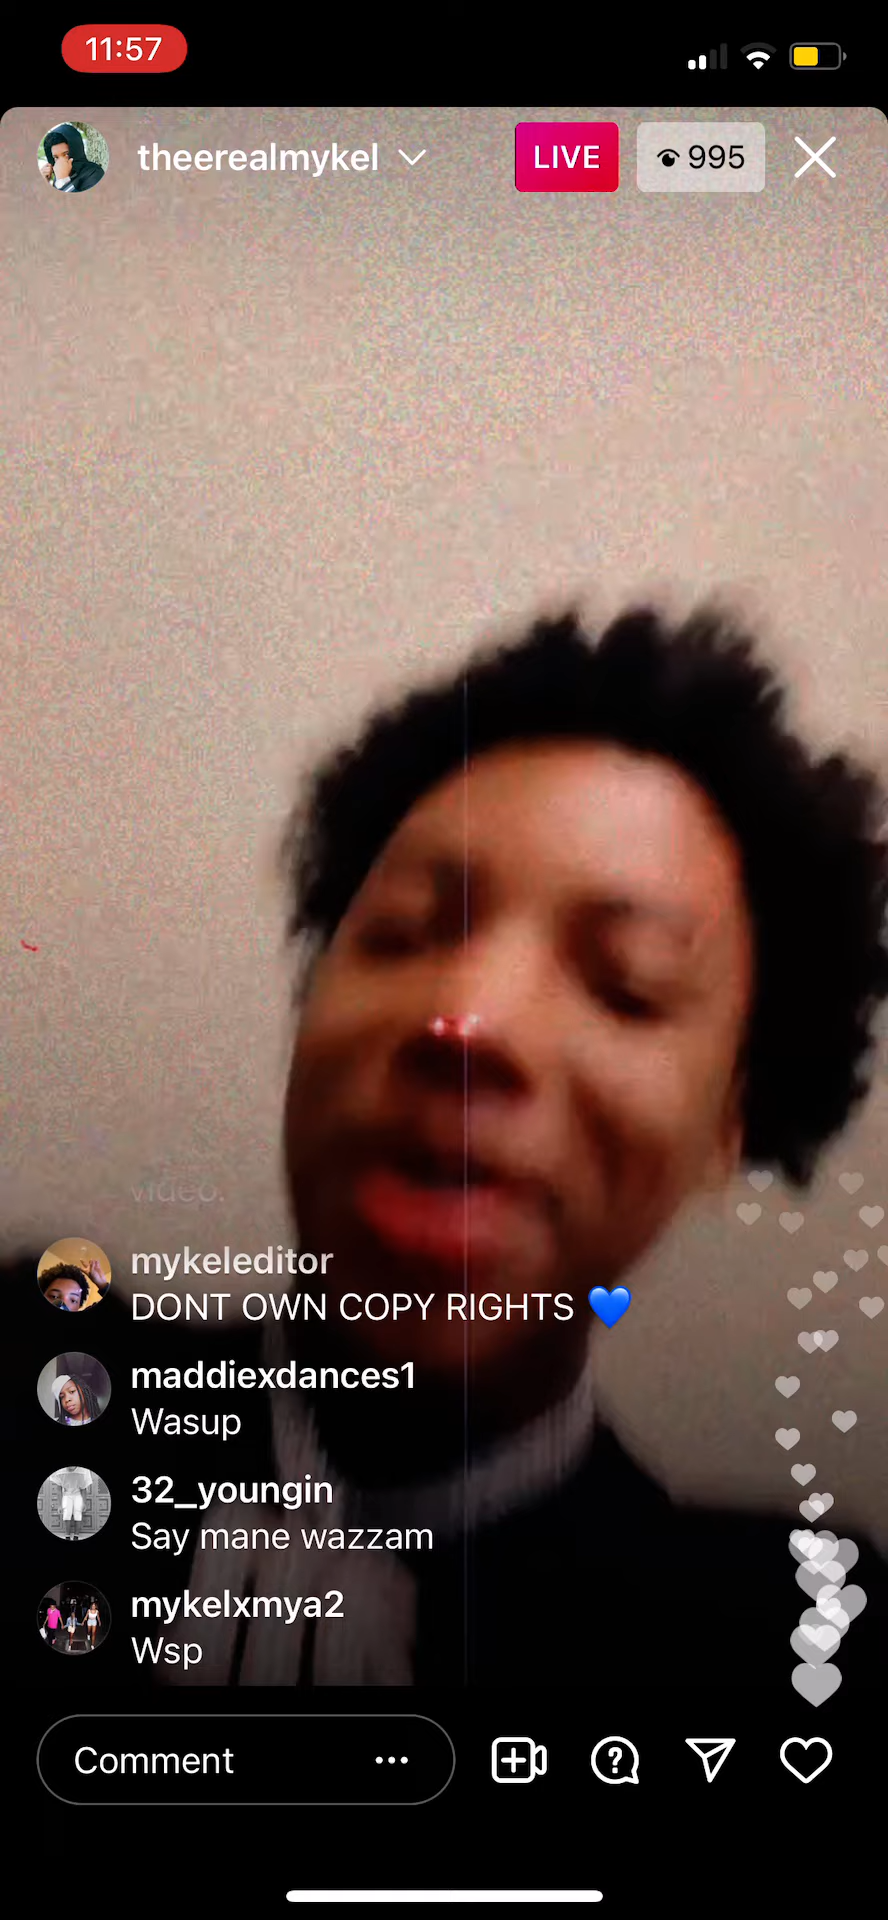 11:57
theerealmykel
LIVE
995
video.
mykeleditor
DONT OWN COPY RIGHTS 💙
maddiexdances1
Wasup
32_youngin
Say mane wazzam
mykelxmya2
Wsp
Comment